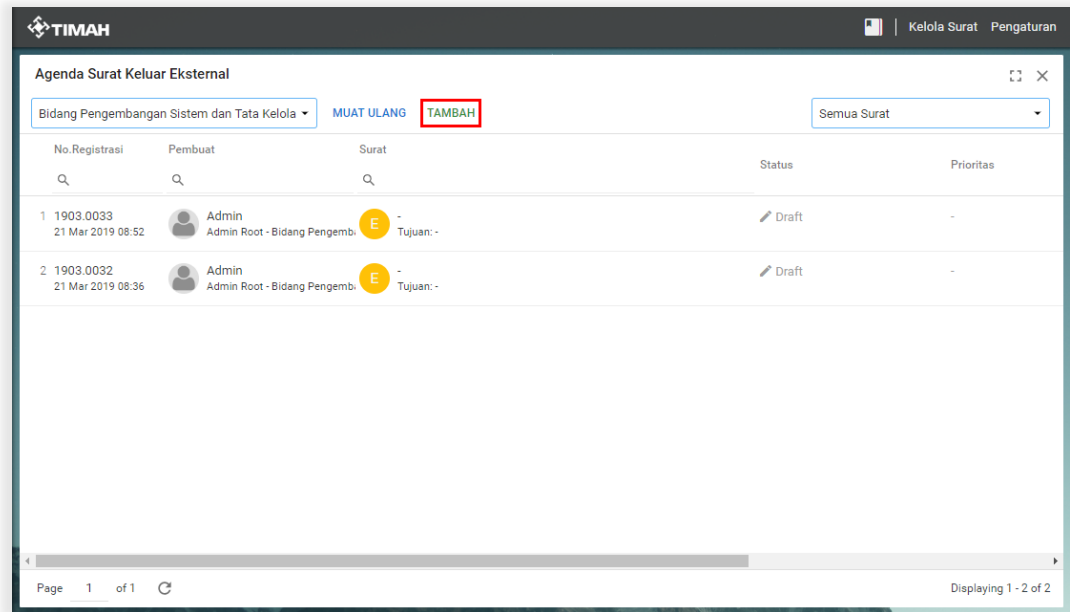 TIMAH
Kelola Surat Pengaturan
Agenda Surat Keluar Eksternal
Bidang Pengembangan Sistem dan Tata Kelola MUAT ULANG TAMBAH Semua Surat
No.Registrasi Pembuat Surat Status Prioritas
1 1903.0033 Admin E - Draft -
21 Mar 2019 08:52 Admin Root - Bidang Pengemb Tujuan: -
2 1903.0032 Admin E - Draft -
21 Mar 2019 08:36 Admin Root - Bidang Pengemb Tujuan: -
Page 1 of 1 Displaying 1 - 2 of 2